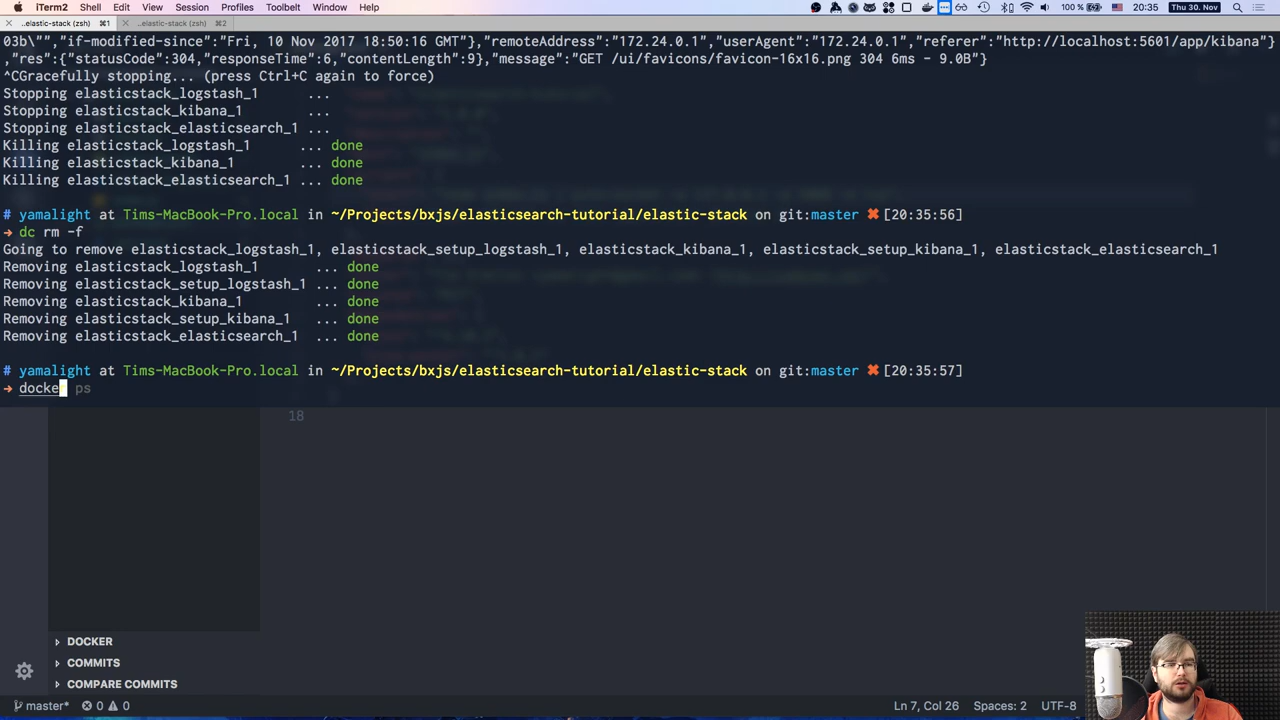 iTerm2 Shell Edit View Session Profiles Toolbelt Window Help 100 % 20:35 Thu 30. Nov
..elastic-stack (zsh) ⌘1 ..elastic-stack (zsh) ⌘2
03b\"","if-modified-since":"Fri, 10 Nov 2017 18:50:16 GMT"},"remoteAddress":"172.24.0.1","userAgent":"172.24.0.1","referer":"http://localhost:5601/app/kibana"}
,"res":{"statusCode":304,"responseTime":6,"contentLength":9},"message":"GET /ui/favicons/favicon-16x16.png 304 6ms - 9.0B"}
^CGracefully stopping... (press Ctrl+C again to force)
Stopping elasticstack_logstash_1 ...
Stopping elasticstack_kibana_1 ...
Stopping elasticstack_elasticsearch_1 ...
Killing elasticstack_logstash_1 ... done
Killing elasticstack_kibana_1 ... done
Killing elasticstack_elasticsearch_1 ... done
# yamalight at Tims-MacBook-Pro.local in ~/Projects/bxjs/elasticsearch-tutorial/elastic-stack on git:master ✖ [20:35:56]
→ dc rm -f
Going to remove elasticstack_logstash_1, elasticstack_setup_logstash_1, elasticstack_kibana_1, elasticstack_setup_kibana_1, elasticstack_elasticsearch_1
Removing elasticstack_logstash_1 ... done
Removing elasticstack_setup_logstash_1 ... done
Removing elasticstack_kibana_1 ... done
Removing elasticstack_setup_kibana_1 ... done
Removing elasticstack_elasticsearch_1 ... done
# yamalight at Tims-MacBook-Pro.local in ~/Projects/bxjs/elasticsearch-tutorial/elastic-stack on git:master ✖ [20:35:57]
→ docke ps
18
DOCKER
COMMITS
COMPARE COMMITS
master* 0 0 Ln 7, Col 26 Spaces: 2 UTF-8